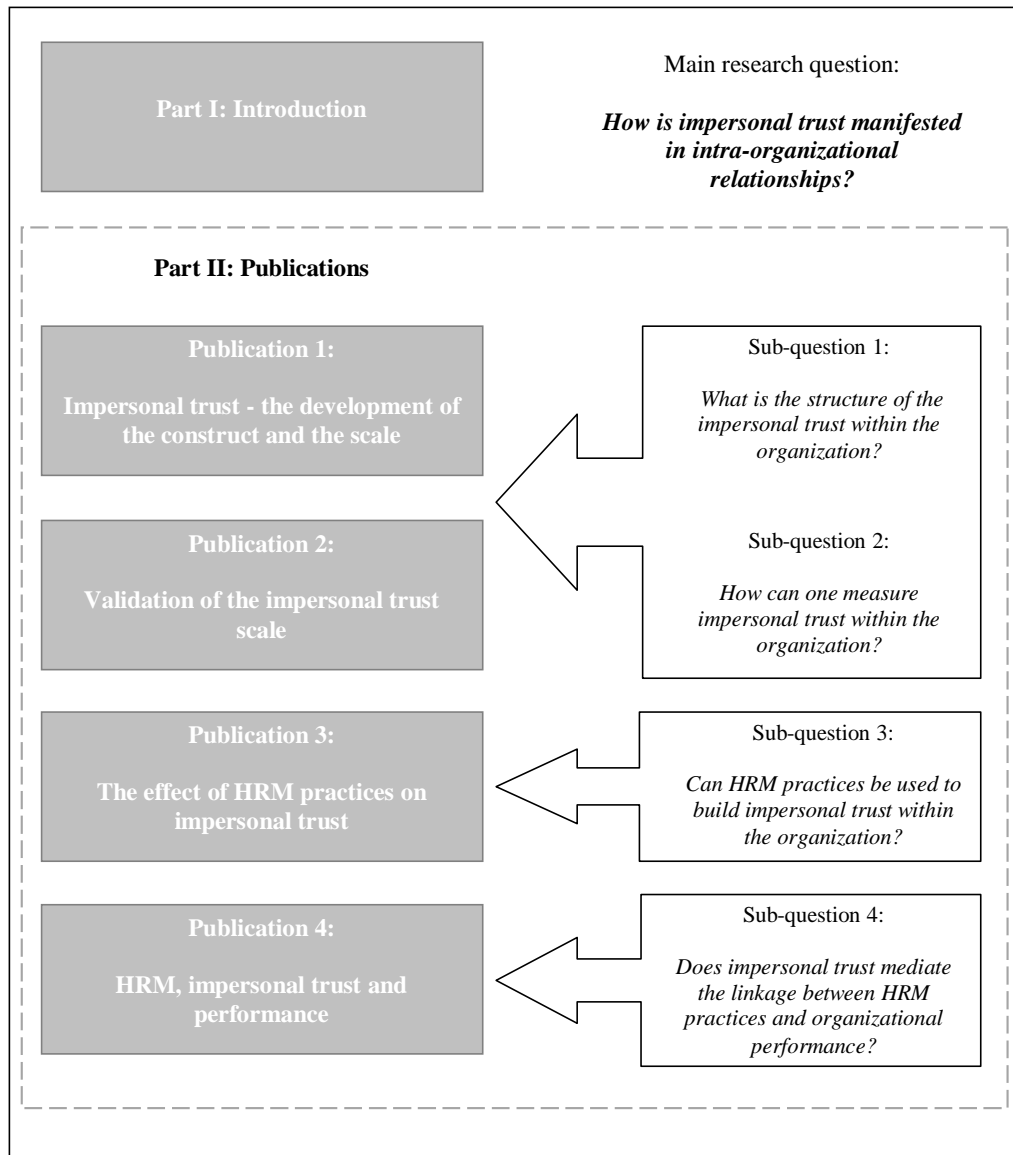 Part I: Introduction
Main research question:
How is impersonal trust manifested
in intra-organizational
relationships?
Part II: Publications
Publication 1:
Impersonal trust - the development of
the construct and the scale
Sub-question 1:
What is the structure of the
impersonal trust within the
organization?
Publication 2:
Validation of the impersonal trust
scale
Sub-question 2:
How can one measure
impersonal trust within the
organization?
Publication 3:
The effect of HRM practices on
impersonal trust
Sub-question 3:
Can HRM practices be used to
build impersonal trust within
the organization?
Publication 4:
HRM, impersonal trust and
performance
Sub-question 4:
Does impersonal trust mediate
the linkage between HRM
practices and organizational
performance?